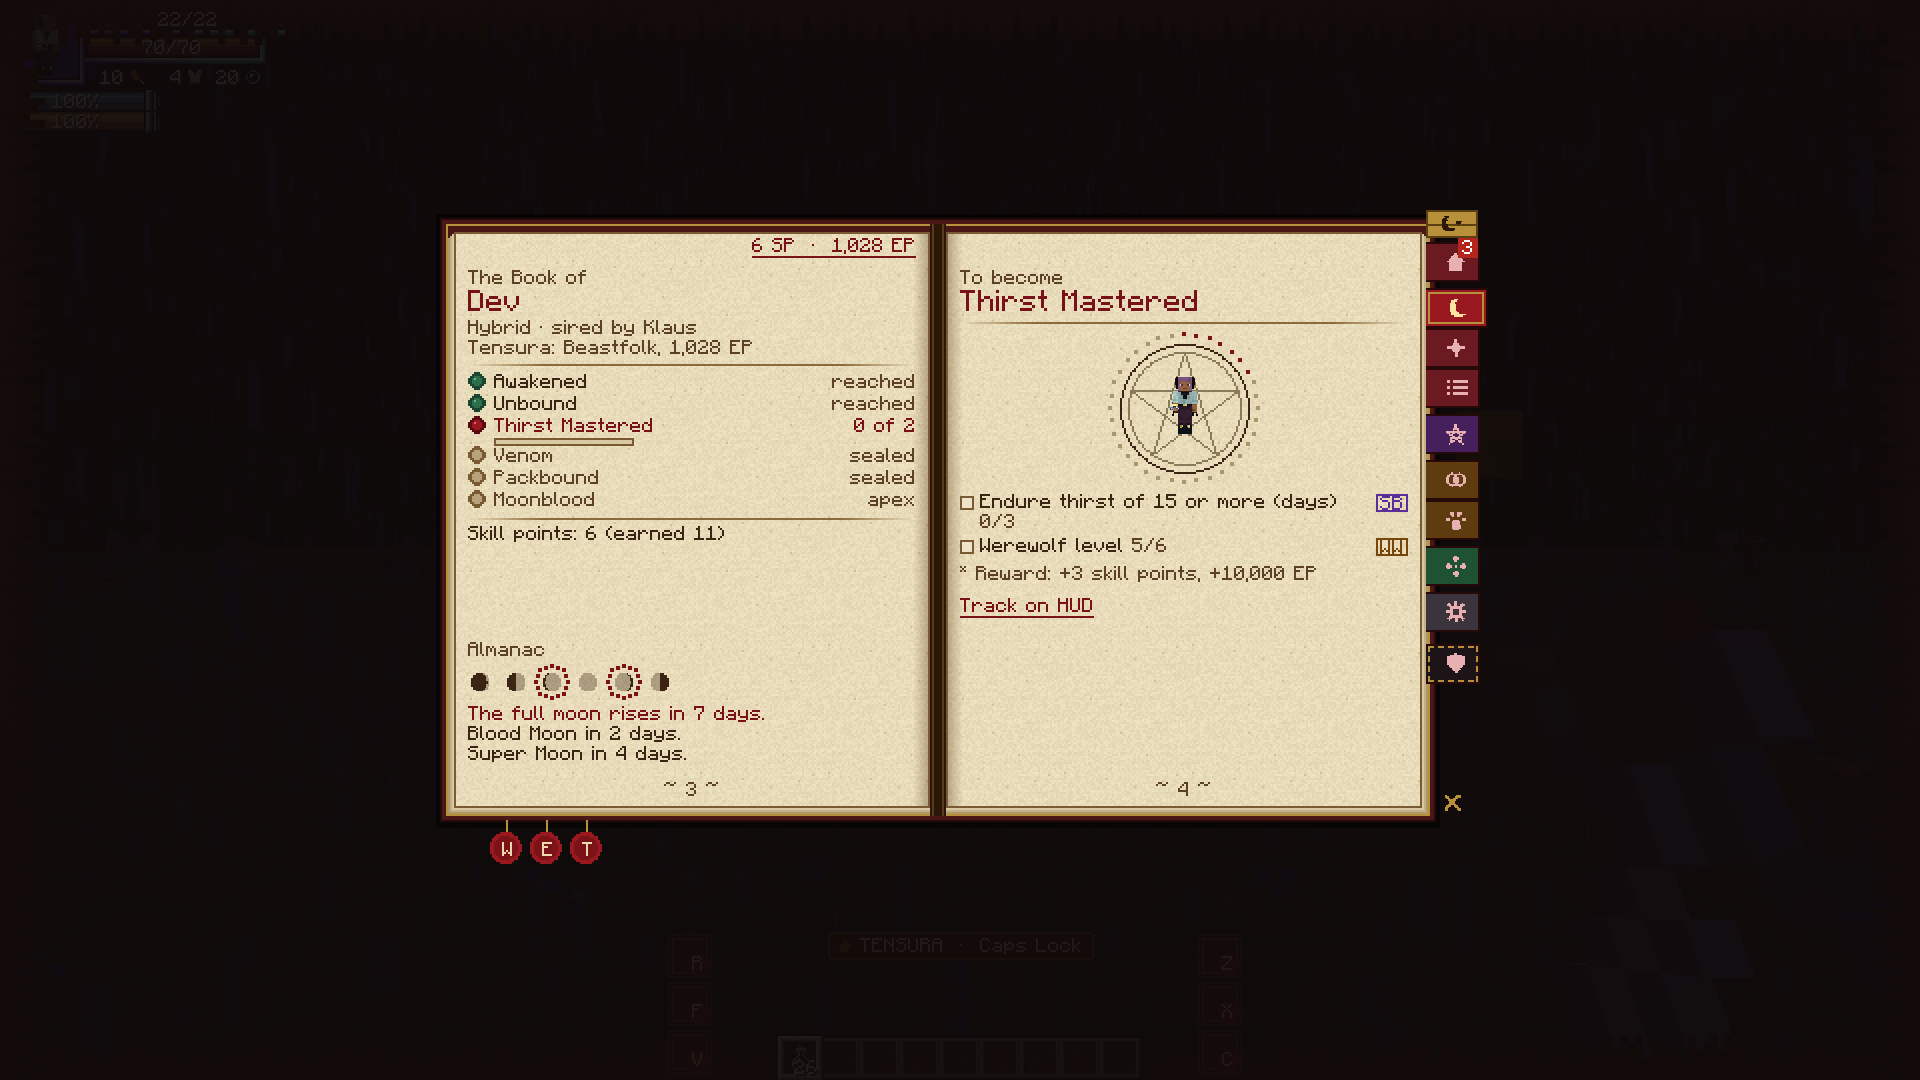 22/22
70/70
10 4 20
100%
100%
6 SP · 1,028 EP
The Book of
Dev
Hybrid · sired by Klaus
Tensura: Beastfolk, 1,028 EP
Awakened reached
Unbound reached
Thirst Mastered 0 of 2
Venom sealed
Packbound sealed
Moonblood apex
Skill points: 6 (earned 11)
Almanac
The full moon rises in 7 days.
Blood Moon in 2 days.
Super Moon in 4 days.
~ 3 ~
To become
Thirst Mastered
Endure thirst of 15 or more (days) SB
0/3
Werewolf level 5/6 WW
* Reward: +3 skill points, +10,000 EP
Track on HUD
~ 4 ~
3
X
W E T
TENSURA · Caps Lock
R
F
V
Z
X
C
26